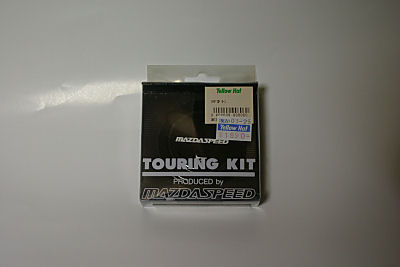 Yellow Hat
Yellow Hat
MAZDASPEED
TOURING KIT
PRODUCED by
MAZDASPEED